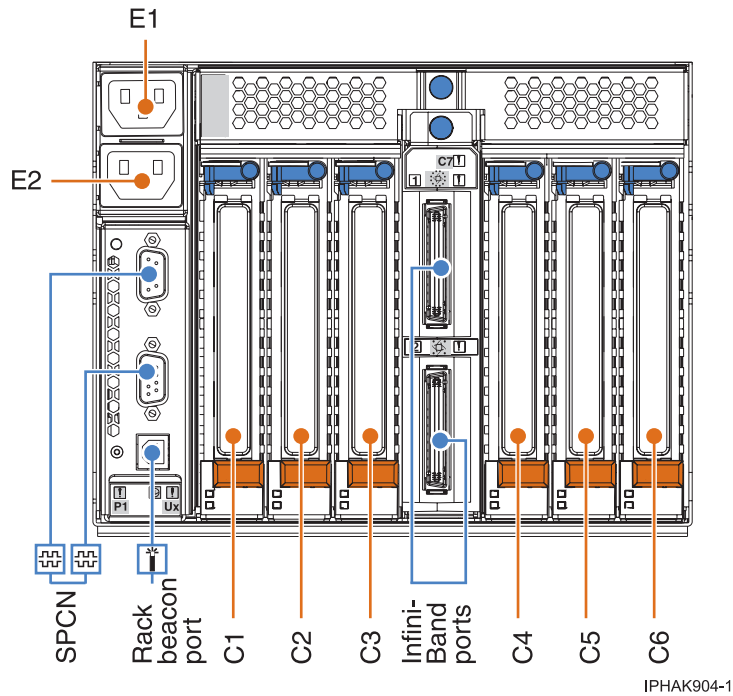 E1
E2
C7
1
2
P1
Ux
SPCN
Rack
beacon
port
C1
C2
C3
Infini-
Band
ports
C4
C5
C6
IPHAK904-1